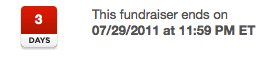 3
DAYS
This fundraiser ends on
07/29/2011 at 11:59 PM ET